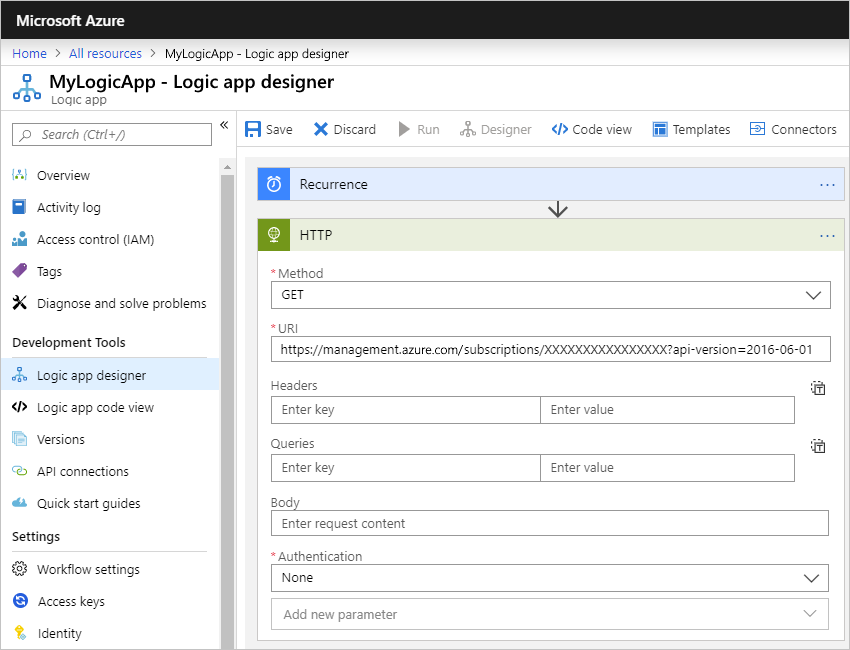 Microsoft Azure
Home > All resources > MyLogicApp - Logic app designer
MyLogicApp - Logic app designer
Logic app
Search (Ctrl+/)
«
Overview
Activity log
Access control (IAM)
Tags
Diagnose and solve problems
Development Tools
Logic app designer
Logic app code view
Versions
API connections
Quick start guides
Settings
Workflow settings
Access keys
Identity
Save Discard Run Designer Code view Templates Connectors
Recurrence ...
HTTP ...
* Method
GET
* URI
https://management.azure.com/subscriptions/XXXXXXXXXXXXXXXX?api-version=2016-06-01
Headers
Enter key Enter value
Queries
Enter key Enter value
Body
Enter request content
* Authentication
None
Add new parameter